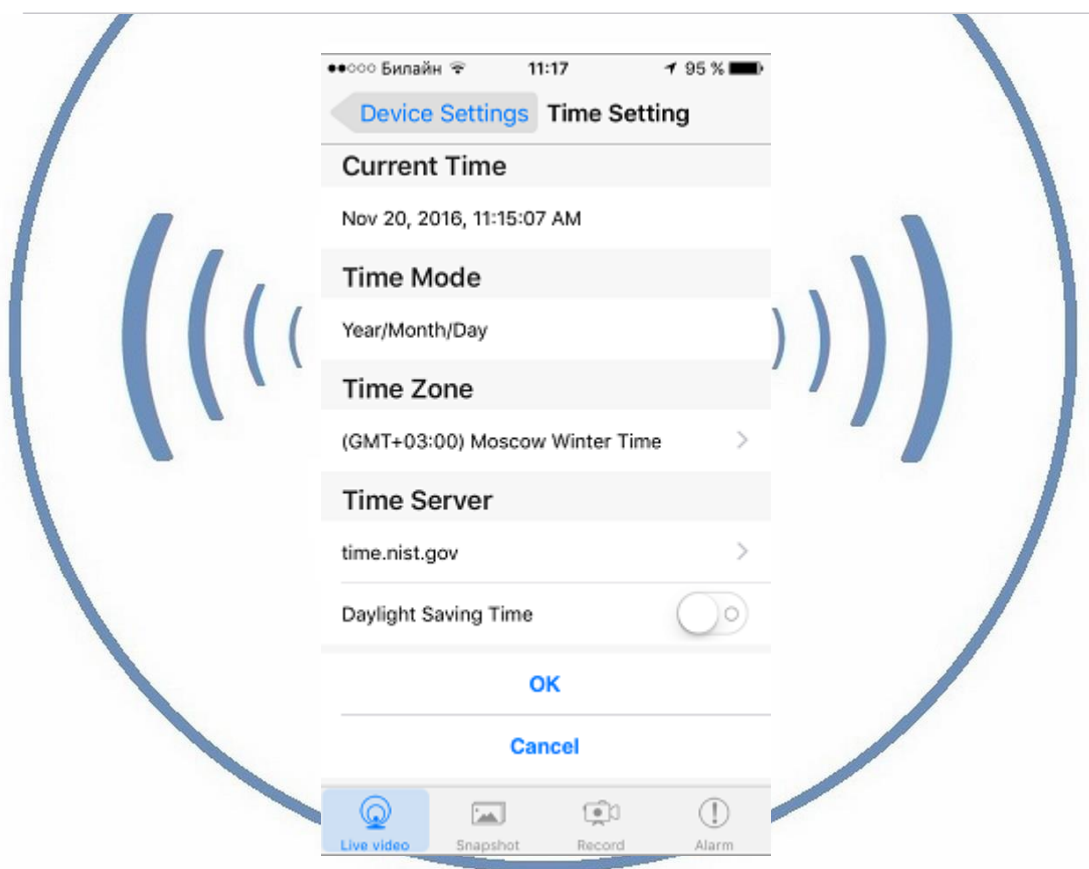 ●●○○○ Билайн 11:17 95 %
Device Settings Time Setting
Current Time
Nov 20, 2016, 11:15:07 AM
Time Mode
Year/Month/Day
Time Zone
(GMT+03:00) Moscow Winter Time
Time Server
time.nist.gov
Daylight Saving Time
OK
Cancel
Live video Snapshot Record Alarm